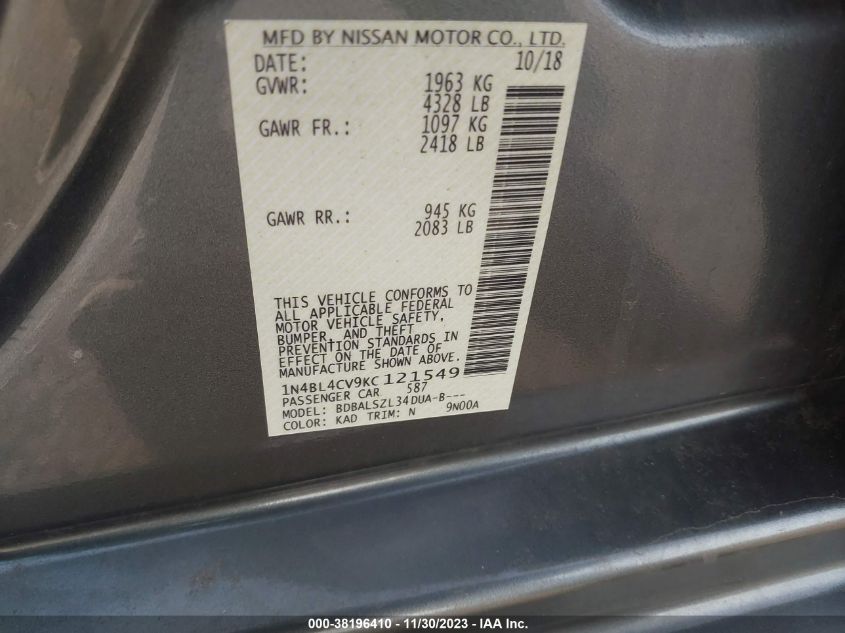 MFD BY NISSAN MOTOR CO., LTD.
DATE: 10/18
GVWR: 1963 KG
4328 LB
GAWR FR.: 1097 KG
2418 LB
GAWR RR.: 945 KG
2083 LB
THIS VEHICLE CONFORMS TO
ALL APPLICABLE FEDERAL
MOTOR VEHICLE SAFETY,
BUMPER, AND THEFT
PREVENTION STANDARDS IN
EFFECT ON THE DATE OF
MANUFACTURE SHOWN ABOVE.
1N4BL4CV9KC121549
PASSENGER CAR 587
MODEL: BDBALSZL34DUA-B---
COLOR: KAD TRIM: N 9N00A
000-38196410 - 11/30/2023 - IAA Inc.